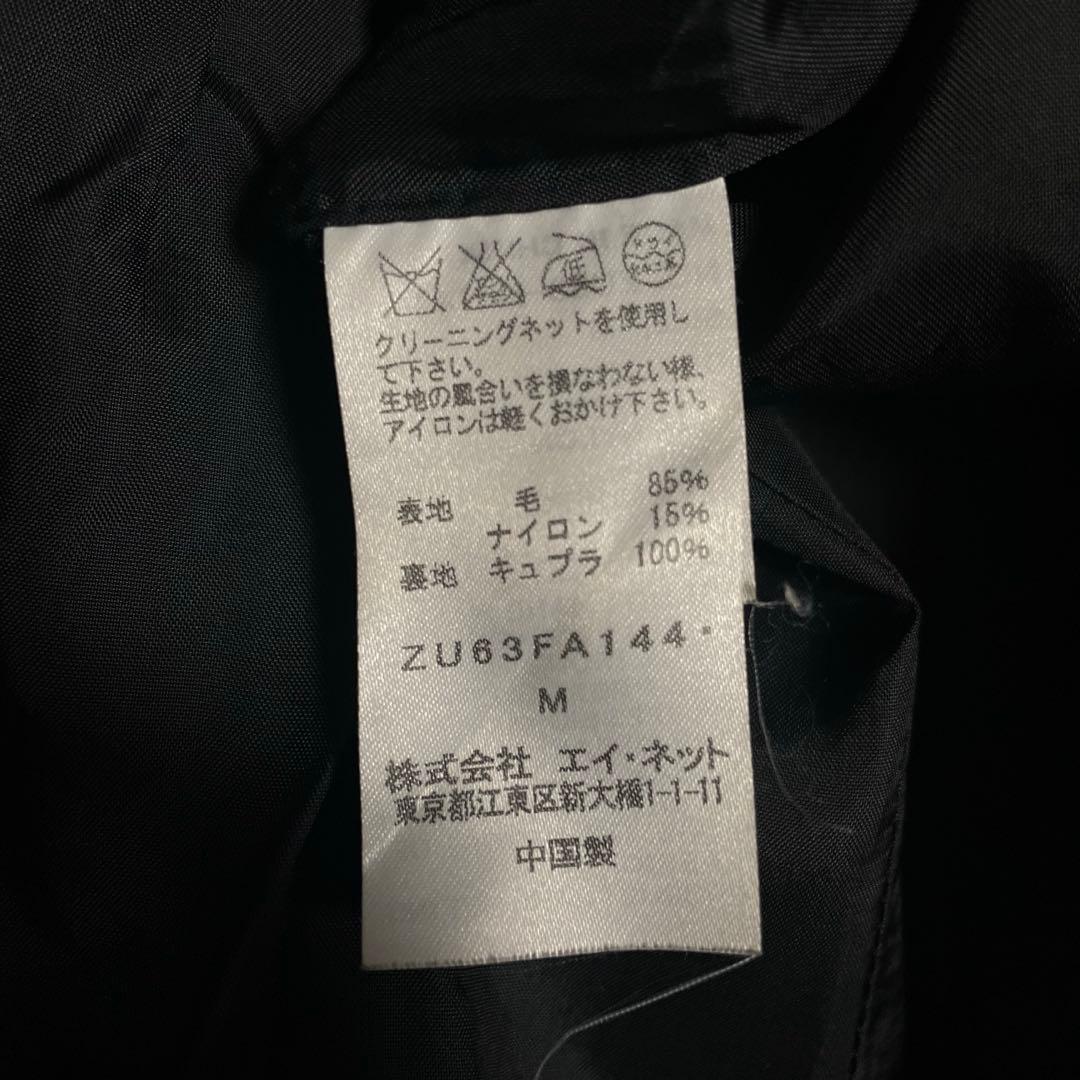 低
ドライ
クリーニングネットを使用し
て下さい。
生地の風合いを損なわない様、
アイロンは軽くおかけ下さい。
表地 毛 85%
ナイロン 15%
裏地 キュプラ 100%
ZU63FA144・
M
株式会社 エイ・ネット
東京都江東区新大橋1-1-11
中国製